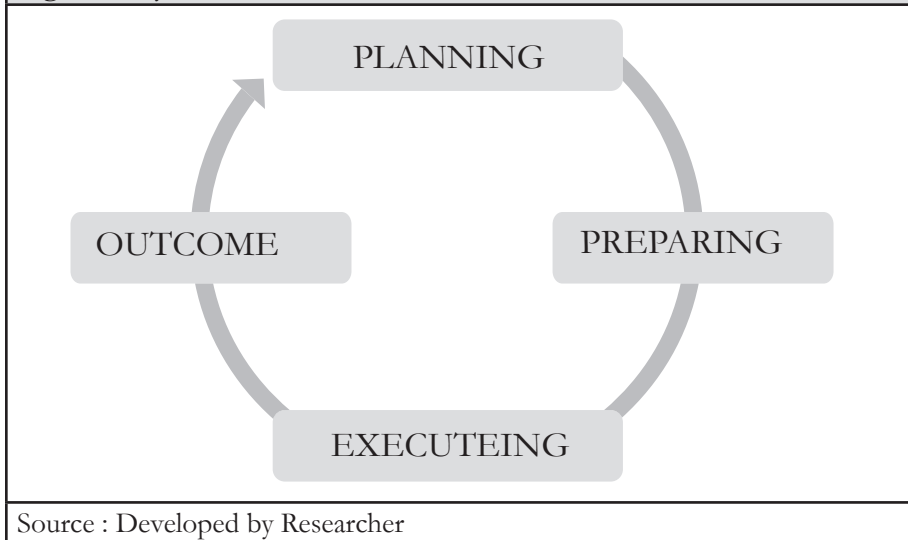 PLANNING
OUTCOME
PREPARING
EXECUTEING
Source : Developed by Researcher